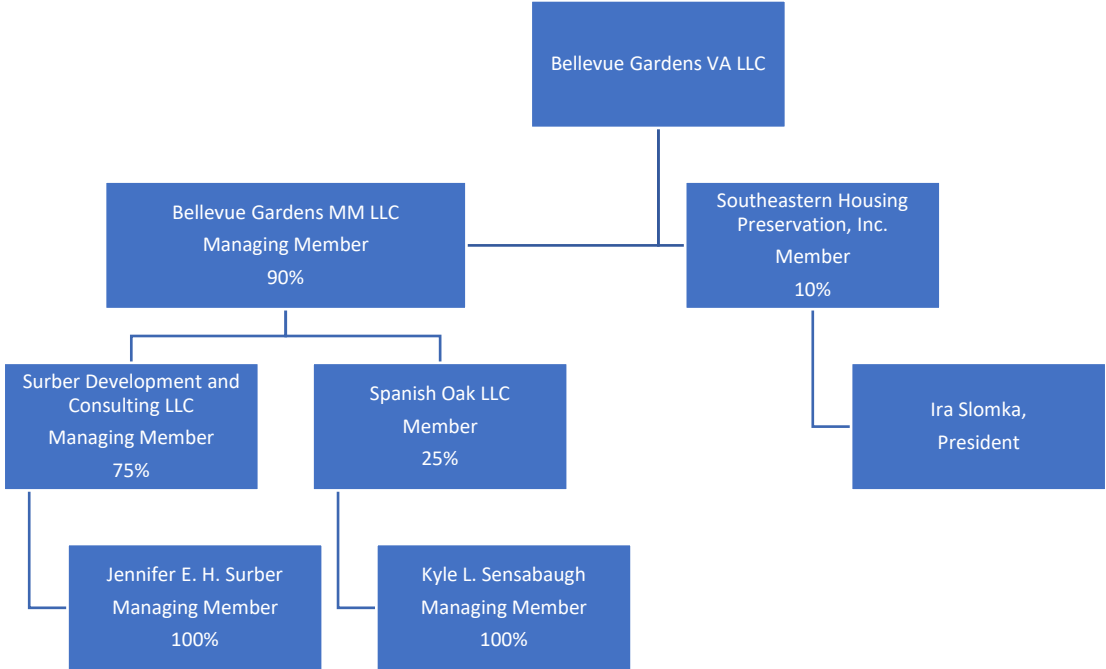 Bellevue Gardens VA LLC
Bellevue Gardens MM LLC
Managing Member
90%
Southeastern Housing
Preservation, Inc.
Member
10%
Surber Development and
Consulting LLC
Managing Member
75%
Spanish Oak LLC
Member
25%
Ira Slomka,
President
Jennifer E. H. Surber
Managing Member
100%
Kyle L. Sensabaugh
Managing Member
100%